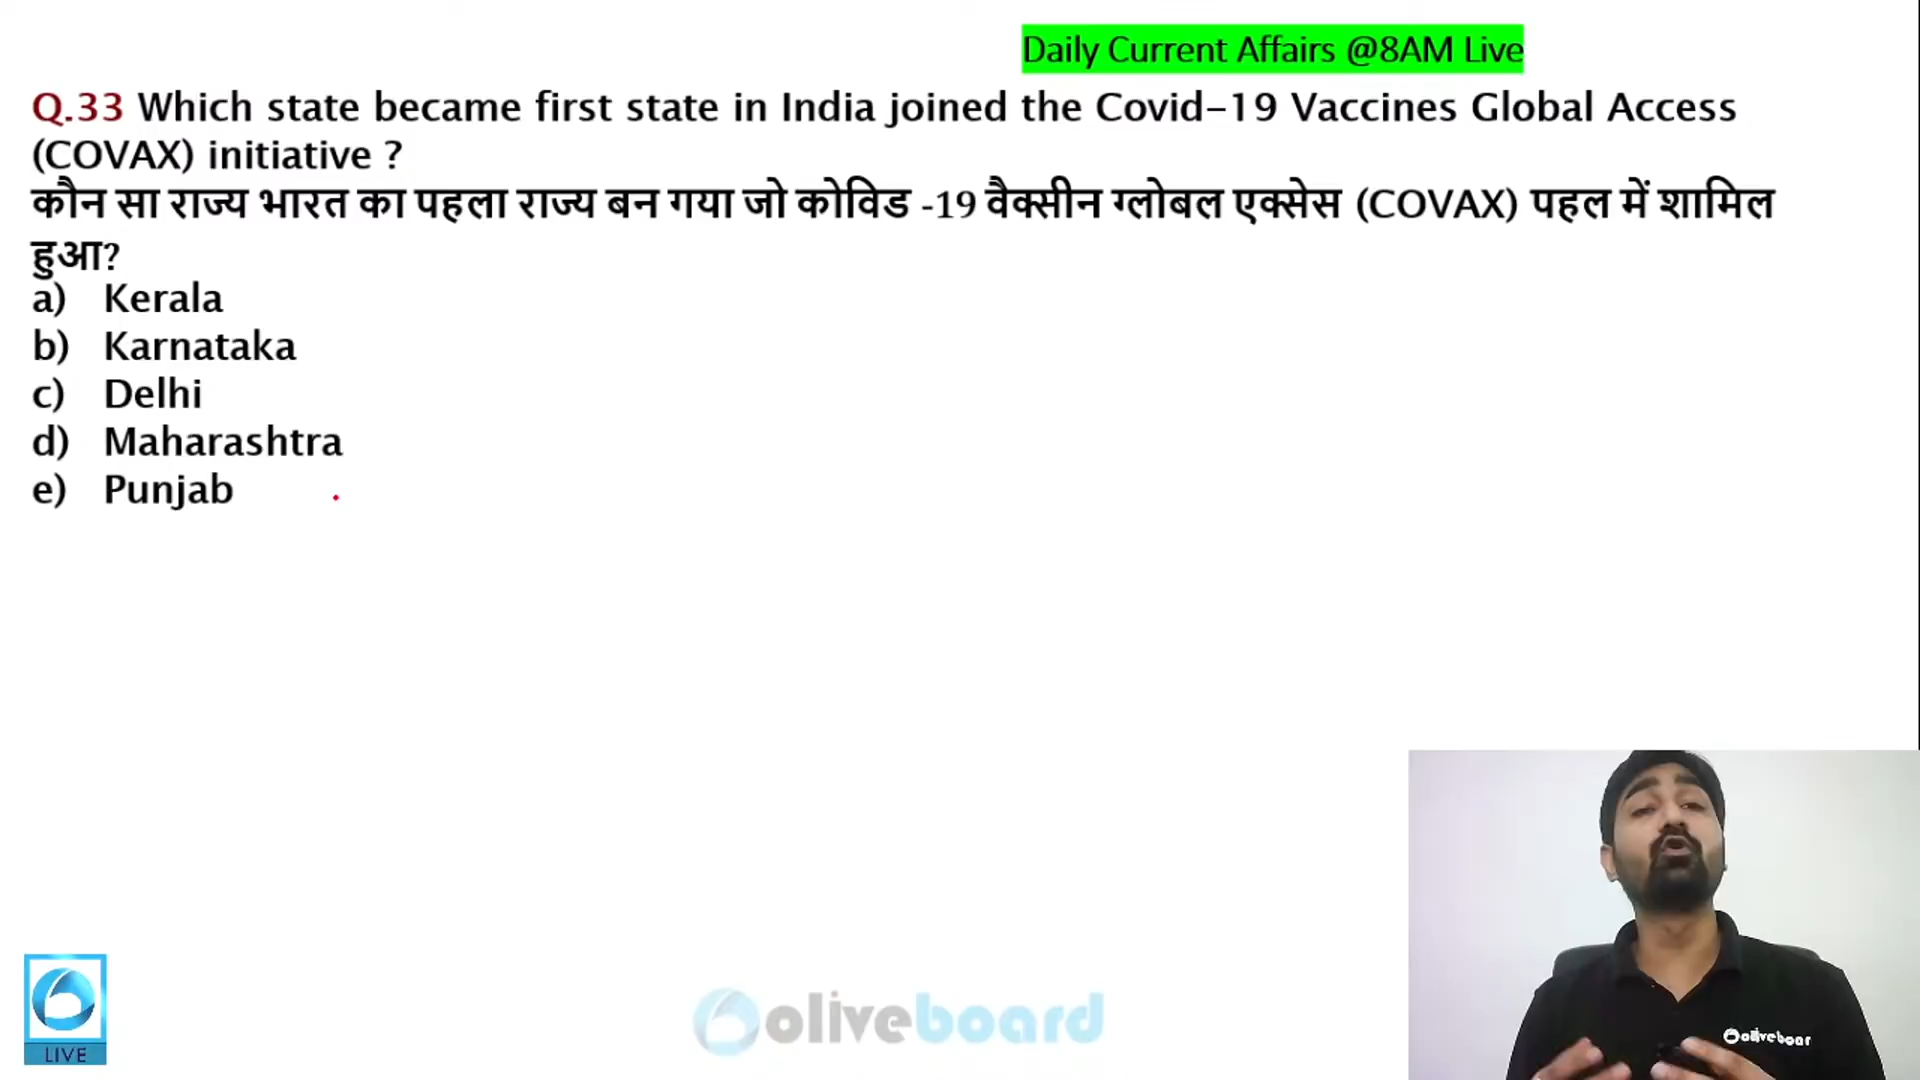 Daily Current Affairs @8AM Live
Q.33 Which state became first state in India joined the Covid-19 Vaccines Global Access
(COVAX) initiative ?
कौन सा राज्य भारत का पहला राज्य बन गया जो कोविड -19 वैक्सीन ग्लोबल एक्सेस (COVAX) पहल में शामिल
हुआ?
a) Kerala
b) Karnataka
c) Delhi
d) Maharashtra
e) Punjab
LIVE
oliveboard
oliveboar